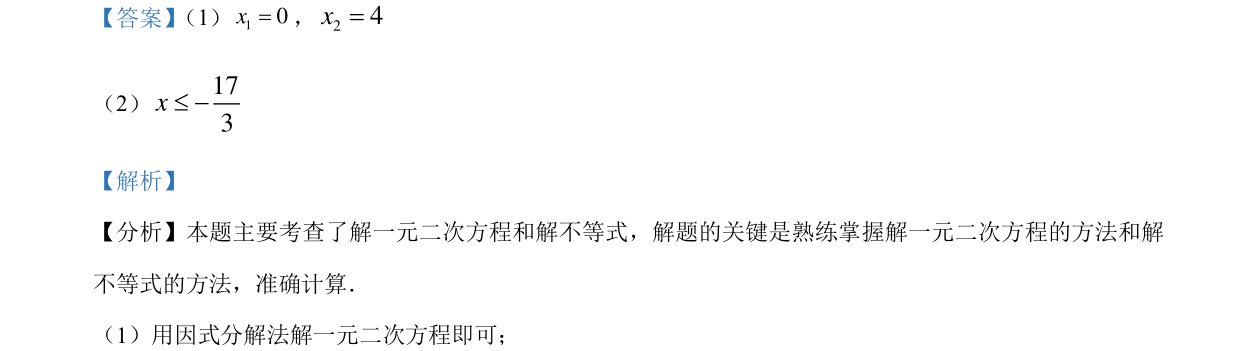 【答案】（1） x₁ = 0 ， x₂ = 4
（2） x ≤ −17/3
【解析】
【分析】本题主要考查了解一元二次方程和解不等式，解题的关键是熟练掌握解一元二次方程的方法和解
不等式的方法，准确计算．
（1）用因式分解法解一元二次方程即可；